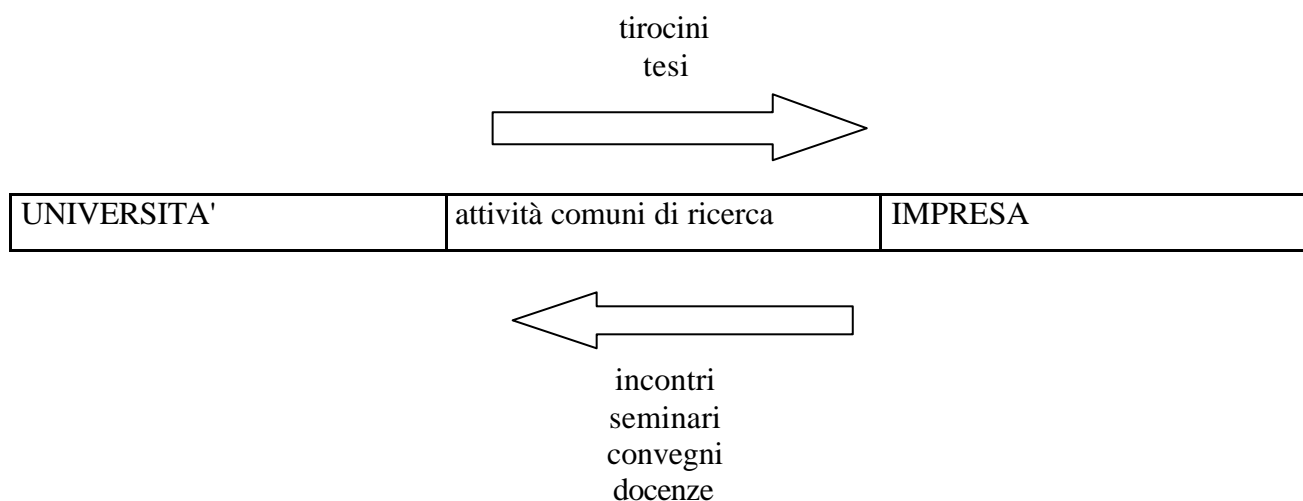 tirocini
tesi
UNIVERSITA' attività comuni di ricerca IMPRESA
incontri
seminari
convegni
docenze